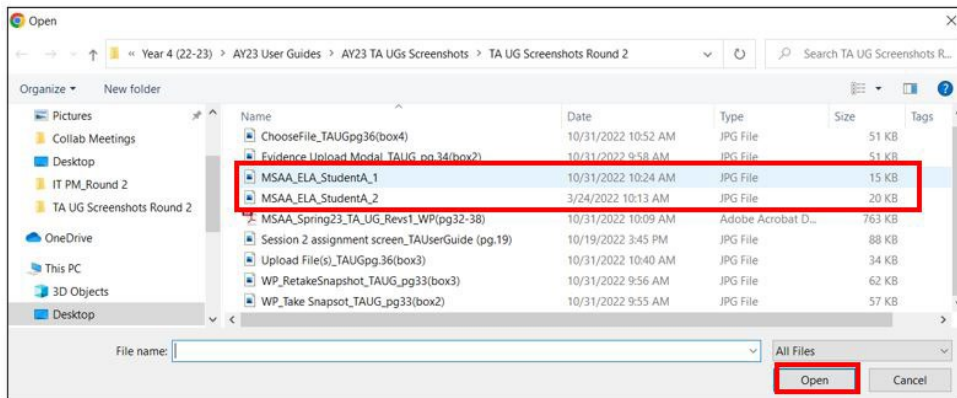 Open
« Year 4 (22-23) > AY23 User Guides > AY23 TA UGs Screenshots > TA UG Screenshots Round 2
Search TA UG Screenshots R...
Organize
New folder
Pictures
Collab Meetings
Desktop
IT PM_Round 2
TA UG Screenshots Round 2
OneDrive
This PC
3D Objects
Desktop
Name Date Type Size Tags
ChooseFile_TAUGpg36(box4) 10/31/2022 10:52 AM JPG File 51 KB
Evidence Upload Modal_TAUG_pg.34(box2) 10/31/2022 9:58 AM JPG File 51 KB
MSAA_ELA_StudentA_1 10/31/2022 10:24 AM JPG File 15 KB
MSAA_ELA_StudentA_2 3/24/2022 10:13 AM JPG File 20 KB
MSAA_Spring23_TA_UG_Revs1_WP(pg32-38) 10/31/2022 10:09 AM Adobe Acrobat D... 763 KB
Session 2 assignment screen_TAUserGuide (pg.19) 10/19/2022 3:45 PM JPG File 88 KB
Upload File(s)_TAUGpg.36(box3) 10/31/2022 10:40 AM JPG File 34 KB
WP_RetakeSnapshot_TAUG_pg33(box3) 10/31/2022 9:56 AM JPG File 62 KB
WP_Take Snapsot_TAUG_pg33(box2) 10/31/2022 9:55 AM JPG File 57 KB
File name:
All Files
Open
Cancel